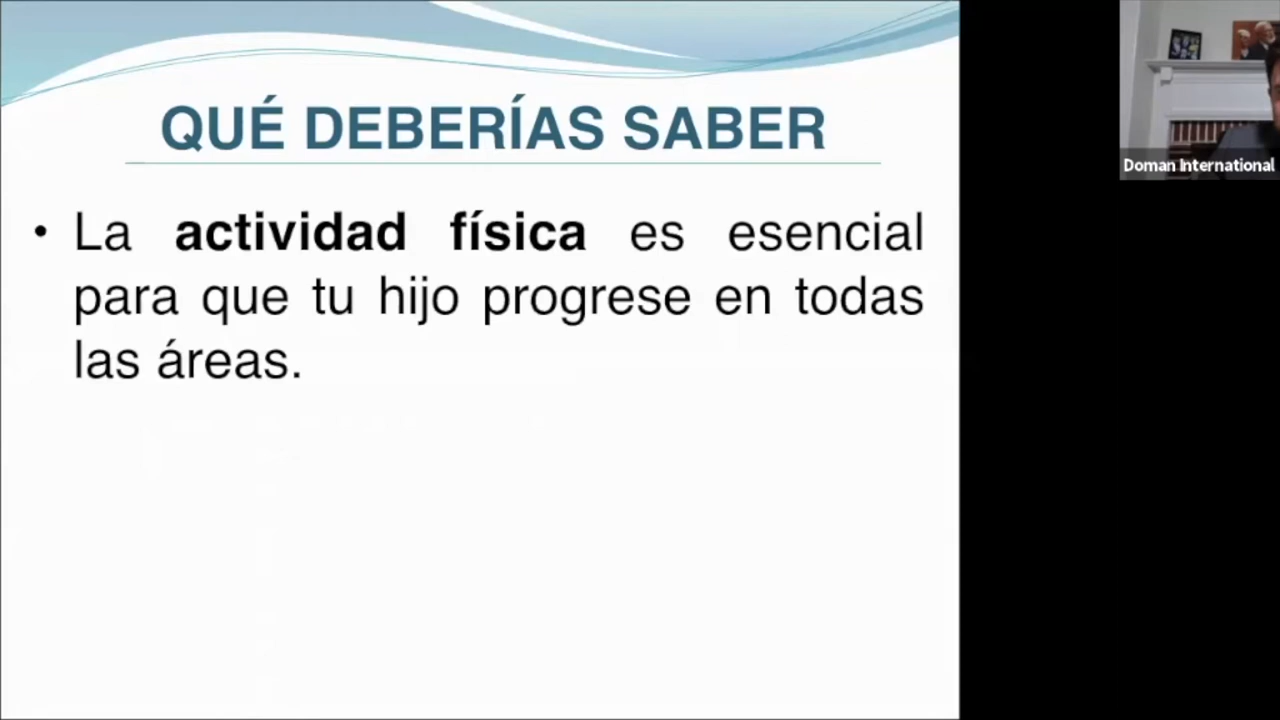 QUÉ DEBERÍAS SABER
• La actividad física es esencial
para que tu hijo progrese en todas
las áreas.
Doman International